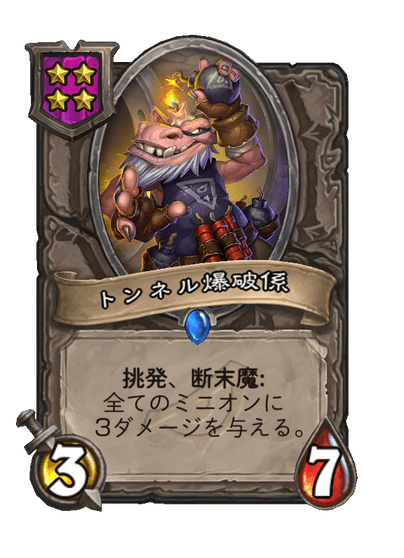 トンネル爆破係
挑発、断末魔:
全てのミニオンに
3ダメージを与える。
3
7